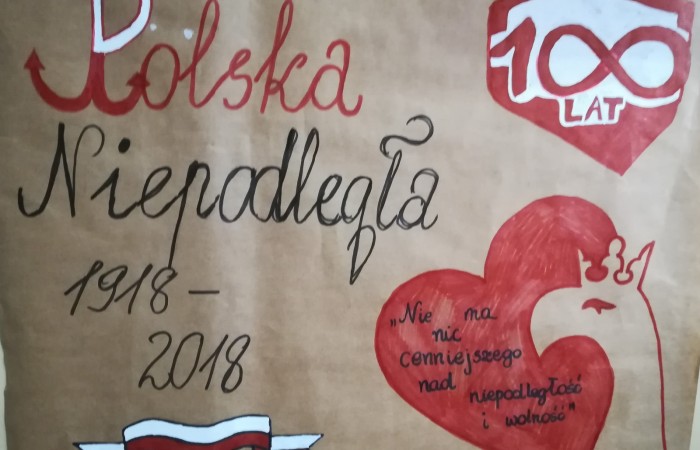 Polska
Niepodległa
1918 –
2018
100
LAT
„Nie ma
nic
cenniejszego
nad niepodległość
i wolność"